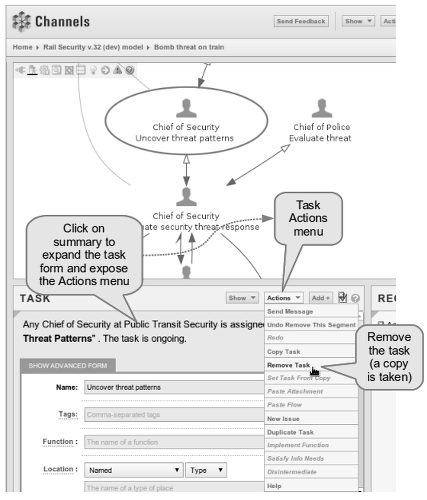 Channels
Send Feedback
Show
Home
Rail Security v.32 (dev) model
Bomb threat on train
Chief of Security
Uncover threat patterns
Chief of Police
Evaluate threat
Chief of Security
uate security threat response
Task
Actions
menu
Click on
summary to
expand the task
form and expose
the Actions menu
TASK
Show
Actions
Add +
Any Chief of Security at Public Transit Security is assigne
Threat Patterns" . The task is ongoing.
SHOW ADVANCED FORM
Name:
Uncover threat patterns
Tags:
Comma-separated tags
Function :
The name of a function
Location :
Named
Type
The name of a type of place
Send Message
Undo Remove This Segment
Redo
Copy Task
Remove Task
Set Task From Copy
Paste Attachment
Paste Flow
New Issue
Duplicate Task
Implement Function
Satisfy Info Needs
Disintermediate
Help
Remove
the task
(a copy
is taken)